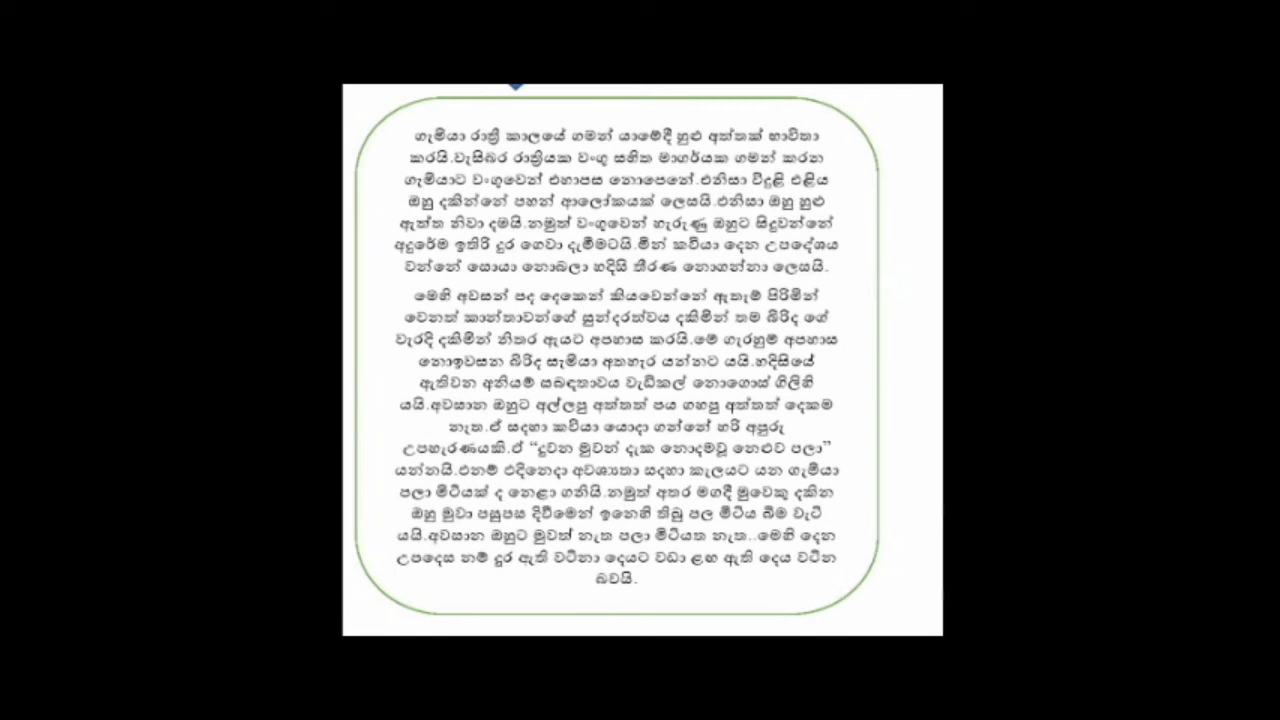 ගැමියා රාත්‍රී කාලයේ ගමන් යාමේදී හුළු අත්තක් භාවිතා
කරයි.වැසිබර රාත්‍රියක වංගු සහිත මාර්ගයක ගමන් කරන
ගැමියාට වංගුවෙන් එහාපස නොපෙනේ.එනිසා විදුළි එළිය
ඔහු දකින්නේ පහන් ආලෝකයක් ලෙසයි.එනිසා ඔහු හුළු
ඇත්ත නිවා දමයි.නමුත් වංගුවෙන් හැරුණු ඔහුට සිදුවන්නේ
අදුරේම ඉතිරි දුර ගෙවා දැමීමටයි.මින් කවියා දෙන උපදේශය
වන්නේ සොයා නොබලා හදිසි තීරණ නොගන්නා ලෙසයි.
මෙහි අවසන් පද දෙකෙන් කියවෙන්නේ ඇතැම් පිරිමින්
වෙනත් කාන්තාවන්ගේ සුන්දරත්වය දකිමින් තම බිරිද ගේ
වැරදි දකිමින් නිතර ඇයට අපහාස කරයි.මේ ගැරහුම් අපහාස
නොඉවසන බිරිද සැමියා අතහැර යන්නට යයි.හදිසියේ
ඇතිවන අනියම් සබඳතාවය වැඩිකල් නොගොස් ගිලිහි
යයි.අවසාන ඔහුට අල්ලපු අත්තත් පය ගහපු අත්තත් දෙකම
නැත.ඒ සදහා කවියා යොදා ගන්නේ හරි අපුරු
උපහැරණයකි.ඒ “දුවන මුවන් දැක නොදමවූ නෙළුව පලා”
යන්නයි.එනම් එදිනෙදා අවශ්‍යතා සදහා කැලයට යන ගැමියා
පලා මිටියක් ද නෙළා ගනියි.නමුත් අතර මගදී මුවෙකු දකින
ඔහු මුවා පසුපස දිවීමෙන් ඉනෙහි තිබු පල මිටිය බිම වැටී
යයි.අවසාන ඔහුට මුවත් නැත පලා මිටියත නැත..මෙහි දෙන
උපදෙස නම් දුර ඇති වටිනා දෙයට වඩා ළඟ ඇති දෙය වටින
බවයි.